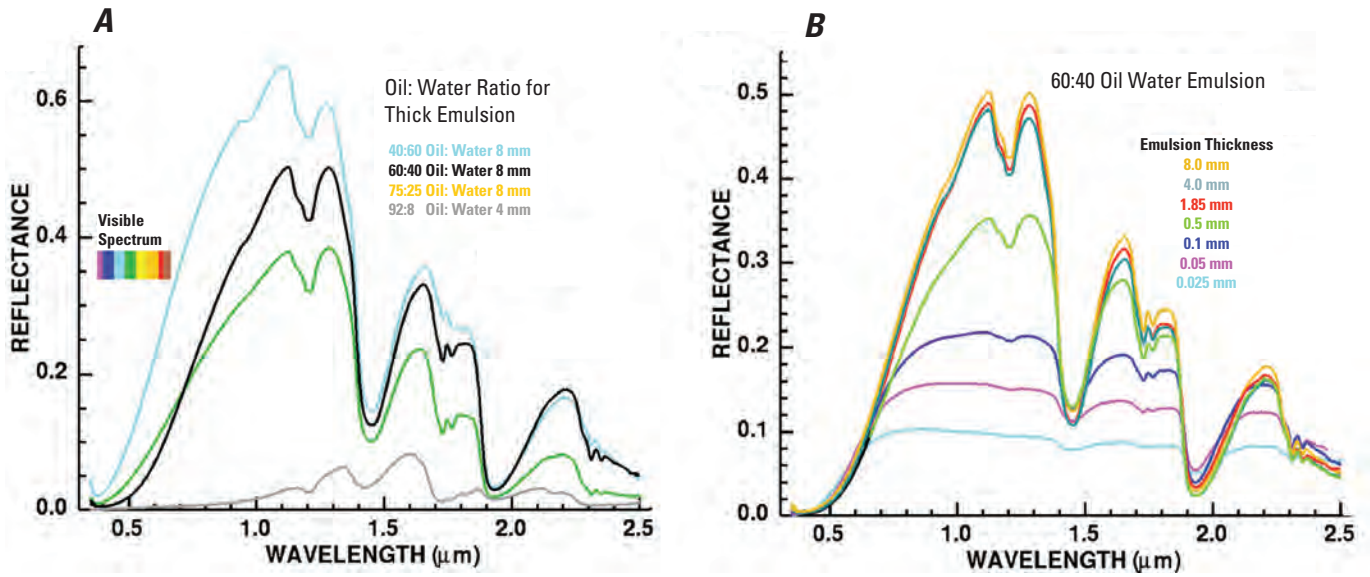 A
Oil: Water Ratio for
Thick Emulsion
40:60 Oil: Water 8 mm
60:40 Oil: Water 8 mm
75:25 Oil: Water 8 mm
92:8 Oil: Water 4 mm
Visible
Spectrum
REFLECTANCE
0.6
0.4
0.2
0.0
0.5
1.0
1.5
2.0
2.5
WAVELENGTH (μm)
B
60:40 Oil Water Emulsion
Emulsion Thickness
8.0 mm
4.0 mm
1.85 mm
0.5 mm
0.1 mm
0.05 mm
0.025 mm
REFLECTANCE
0.5
0.4
0.3
0.2
0.1
0.0
0.5
1.0
1.5
2.0
2.5
WAVELENGTH (μm)